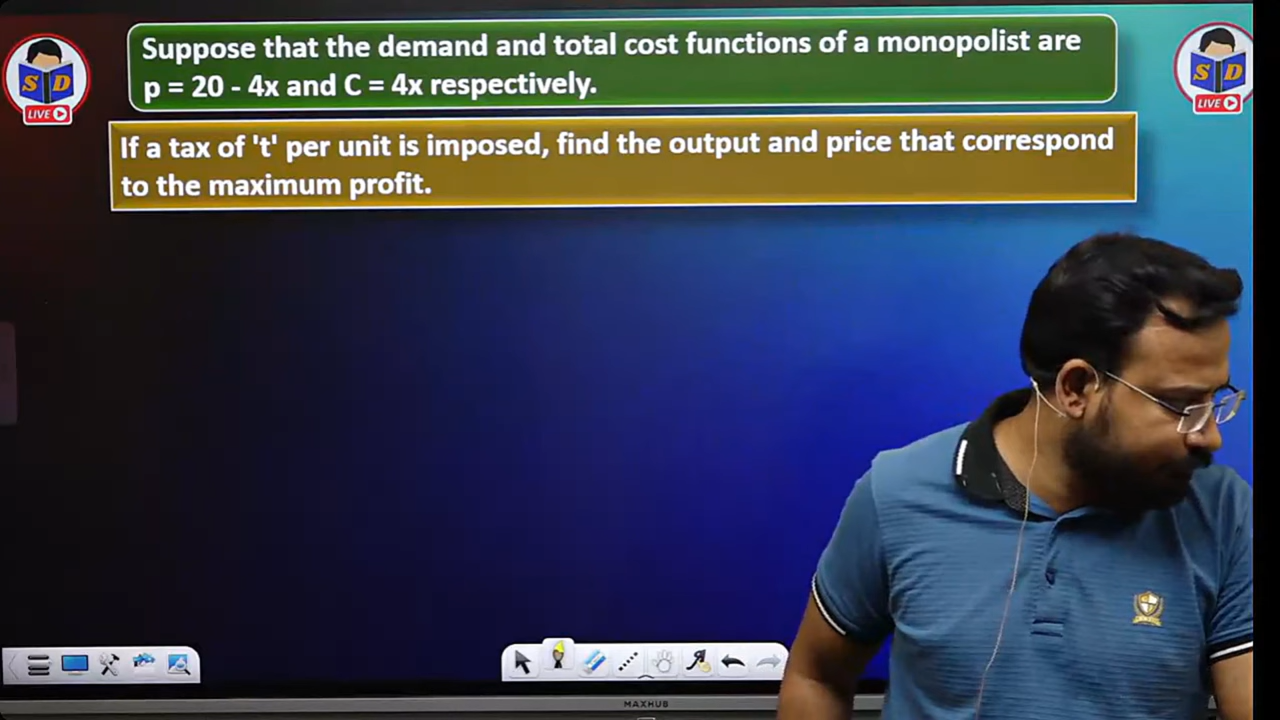 Suppose that the demand and total cost functions of a monopolist are
p = 20 - 4x and C = 4x respectively.
If a tax of 't' per unit is imposed, find the output and price that correspond
to the maximum profit.
S D
LIVE
S D
LIVE
MAXHUB